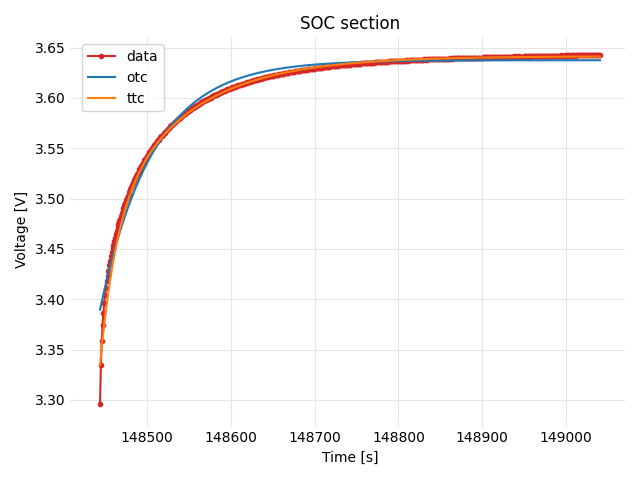 SOC section
data
otc
ttc
Voltage [V]
3.65
3.60
3.55
3.50
3.45
3.40
3.35
3.30
148500 148600 148700 148800 148900 149000
Time [s]